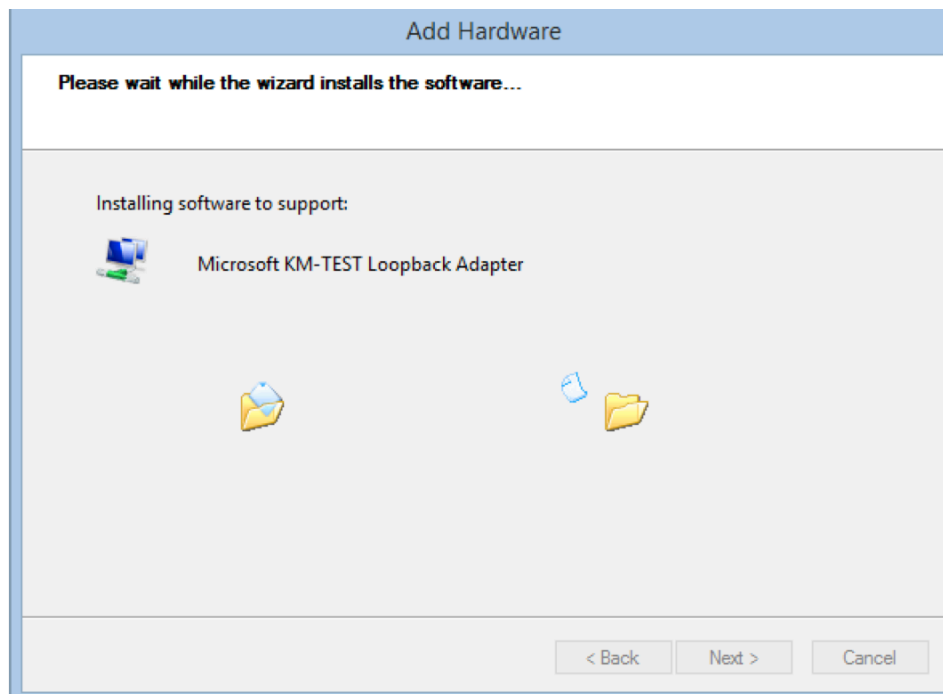 Add Hardware
Please wait while the wizard installs the software...
Installing software to support:
Microsoft KM-TEST Loopback Adapter
< Back Next > Cancel